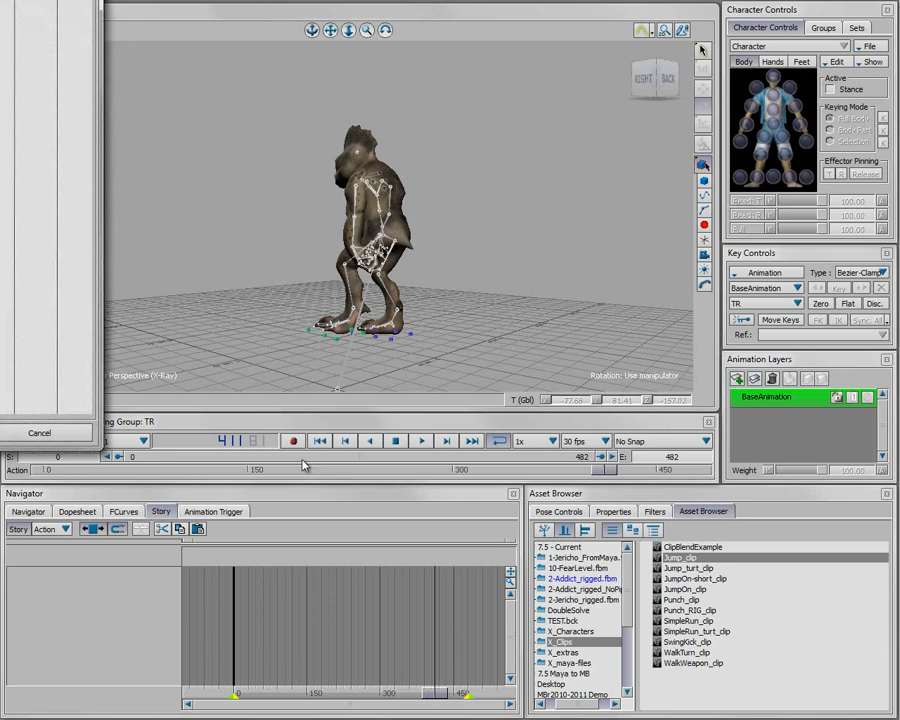 Character Controls
Character Controls Groups Sets
Character File
Body Hands Feet Edit Show
Active
Stance
Keying Mode
Full Body K
Body Part K
Selection K
Effector Pinning
T R Release
100.00 A
100.00 A
100.00 A
RIGHT BACK
Perspective (X-Ray)
Rotation: Use manipulator
T (Gbl) -77.68 81.41 -157.02
Key Controls
Animation Type : Bezier-Clamp
BaseAnimation Key
TR Zero Flat Disc.
Move Keys FK IK Sync. All
Ref.:
Animation Layers
BaseAnimation
Weight 100.00
Cancel
ng Group: TR
411 1x 30 fps No Snap
S: 0 0 482 E: 482
Action 0 150 300 450
Navigator
Navigator Dopesheet FCurves Story Animation Trigger
Story Action
0 150 300 450
Asset Browser
Pose Controls Properties Filters Asset Browser
7.5 - Current
1-Jericho_FromMaya.
10-FearLevel.fbm
2-Addict_rigged.fbm
2-Addict_rigged_NoPi
2-Jericho_rigged.fbm
DoubleSolve
TEST.bck
X_Characters
X_Clips
X_extras
X_maya-files
7.5 Maya to MB
Desktop
MBr2010-2011 Demo
ClipBlendExample
Jump_clip
Jump_turt_clip
JumpOn-short_clip
JumpOn_clip
Punch_clip
Punch_RIG_clip
SimpleRun_clip
SimpleRun_turt_clip
SwingKick_clip
WalkTurn_clip
WalkWeapon_clip